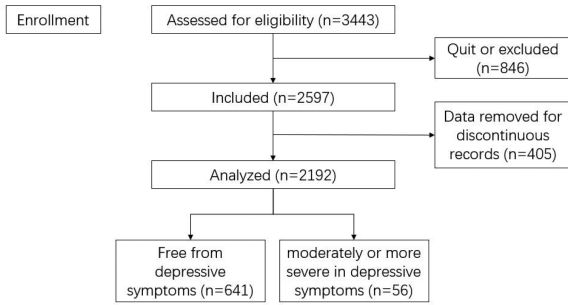 Enrollment
Assessed for eligibility (n=3443)
Quit or excluded
(n=846)
Included (n=2597)
Data removed for
discontinuous
records (n=405)
Analyzed (n=2192)
Free from
depressive
symptoms (n=641)
moderately or more
severe in depressive
symptoms (n=56)